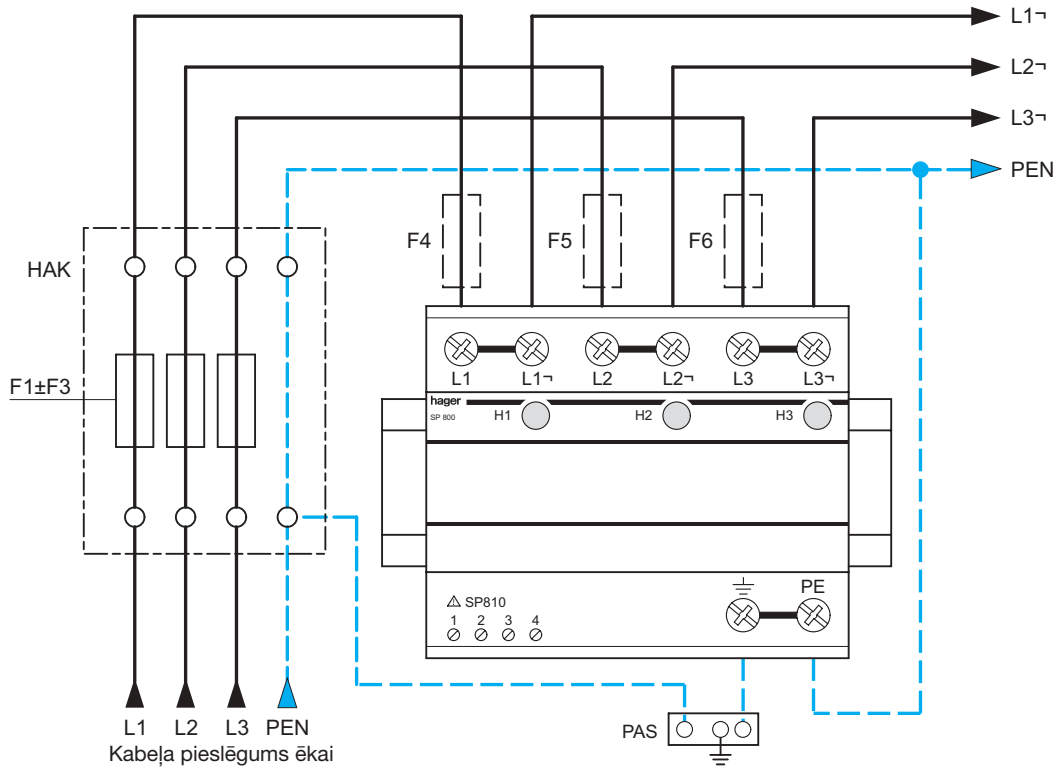 L1¬
L2¬
L3¬
PEN
F4
F5
F6
HAK
L1
L1¬
L2
L2¬
L3
L3¬
F1±F3
hager
SP 800
H1
H2
H3
PE
⚠ SP810
1 2 3 4
PAS
L1
L2
L3
PEN
Kabeļa pieslēgums ēkai